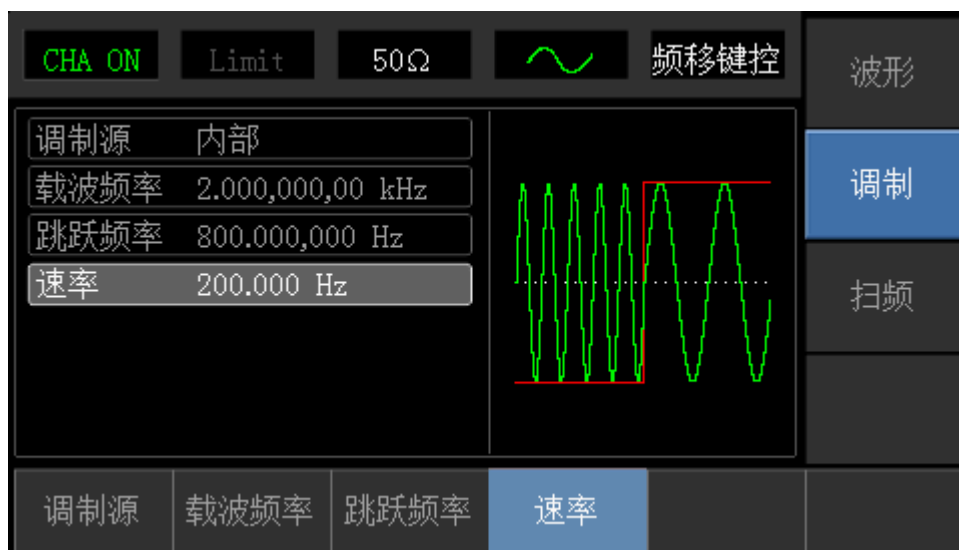 CHA ON Limit 50Ω 频移键控
波形
调制源 内部
载波频率 2.000,000,00 kHz
跳跃频率 800.000,000 Hz
速率 200.000 Hz
调制
扫频
调制源 载波频率 跳跃频率 速率